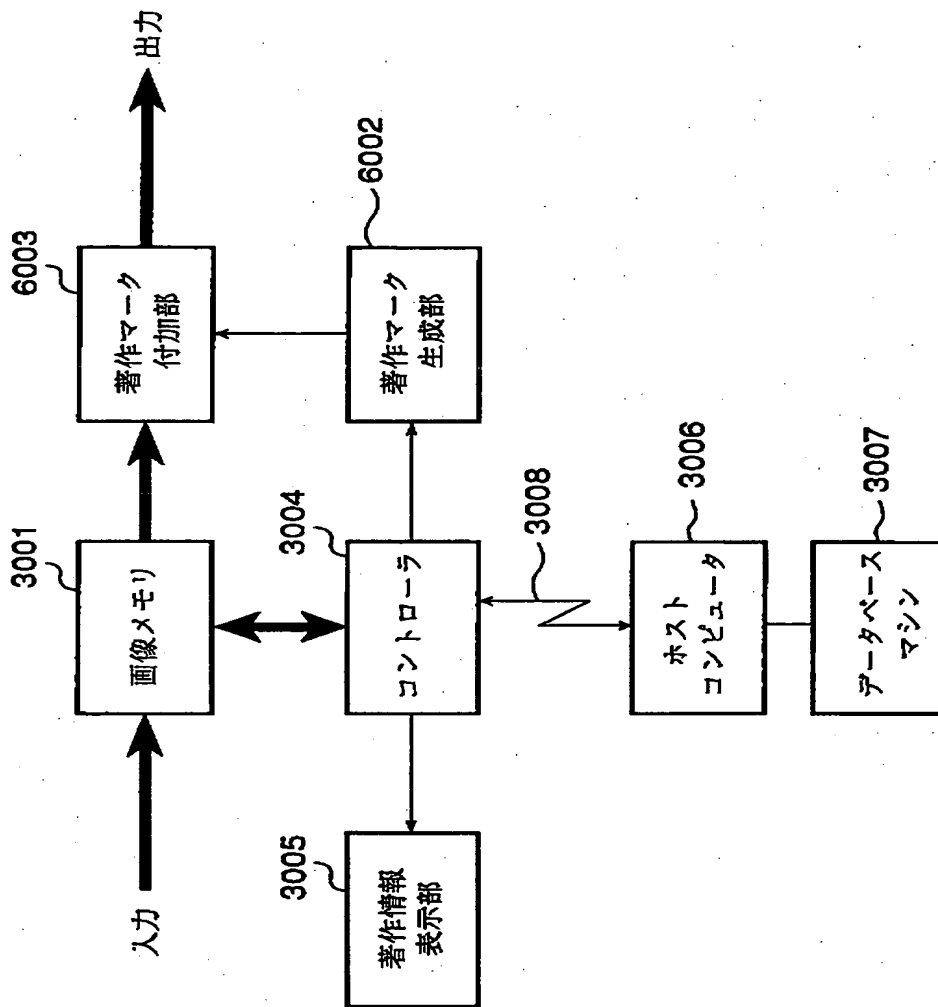 入力
3001
画像メモリ
6003
著作マーク
付加部
出力
3005
著作情報
表示部
3004
コントローラ
6002
著作マーク
生成部
3008
3006
ホスト
コンピュータ
3007
データベース
マシン